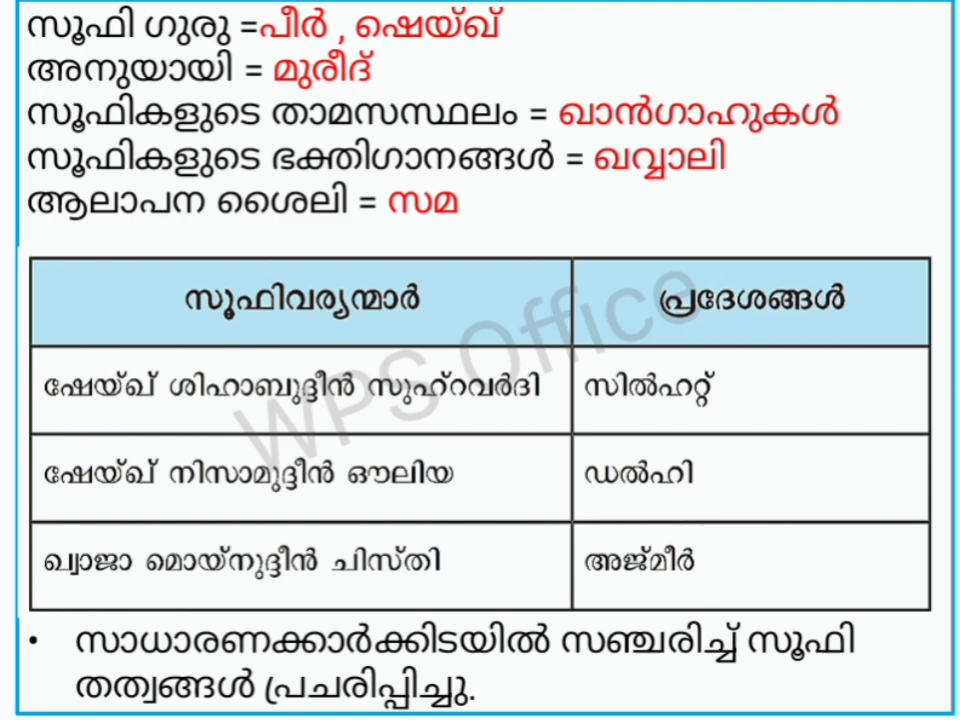 സൂഫി ഗുരു =പീർ , ഷെയ്ഖ്
അനുയായി = മുരീദ്
സൂഫികളുടെ താമസസ്ഥലം = ഖാൻഗാഹുകൾ
സൂഫികളുടെ ഭക്തിഗാനങ്ങൾ = ഖവ്വാലി
ആലാപന ശൈലി = സമ
സൂഫിവര്യന്മാർ പ്രദേശങ്ങൾ
ഷേയ്ഖ് ശിഹാബുദ്ദീൻ സുഹ്റവർദി സിൽഹറ്റ്
ഷേയ്ഖ് നിസാമുദ്ദീൻ ഔലിയ ഡൽഹി
ഖ്വാജാ മൊയ്നുദ്ദീൻ ചിസ്തി അജ്മീർ
WPS Office
• സാധാരണക്കാർക്കിടയിൽ സഞ്ചരിച്ച് സൂഫി
തത്വങ്ങൾ പ്രചരിപ്പിച്ചു.